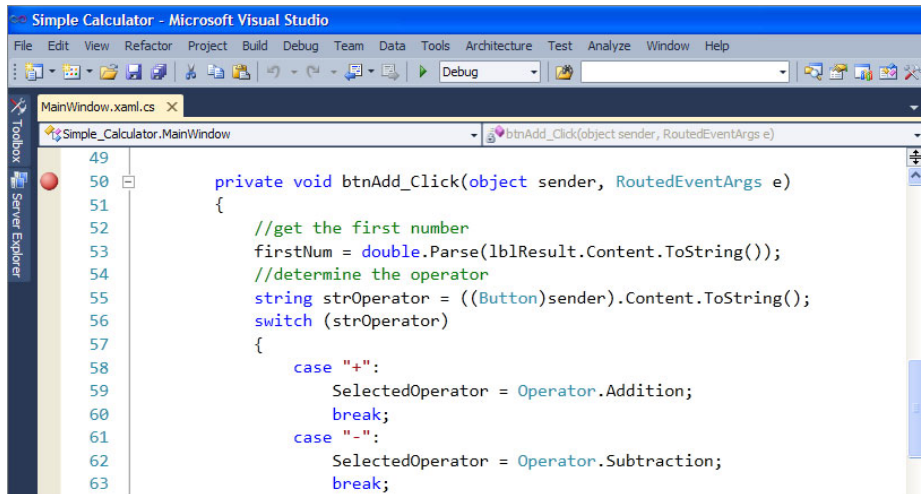 Simple Calculator - Microsoft Visual Studio
File Edit View Refactor Project Build Debug Team Data Tools Architecture Test Analyze Window Help
Debug
MainWindow.xaml.cs
Simple_Calculator.MainWindow btnAdd_Click(object sender, RoutedEventArgs e)
Toolbox
Server Explorer
49
50 private void btnAdd_Click(object sender, RoutedEventArgs e)
51 {
52 //get the first number
53 firstNum = double.Parse(lblResult.Content.ToString());
54 //determine the operator
55 string strOperator = ((Button)sender).Content.ToString();
56 switch (strOperator)
57 {
58 case "+":
59 SelectedOperator = Operator.Addition;
60 break;
61 case "-":
62 SelectedOperator = Operator.Subtraction;
63 break;